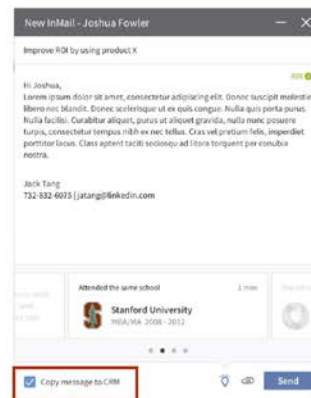 New InMail - Joshua Fowler
Improve ROI by using product X
Hi Joshua,
Lorem ipsum dolor sit amet, consectetur adipiscing elit. Donec suscipit molestie
libero nec blandit. Donec scelerisque ut ex quis congue. Nulla quis porta purus.
Nulla facilisi. Curabitur aliquet, purus ut aliquet gravida, nulla nunc posuere
turpis, consectetur tempus nibh ex nec tellus. Cras vel pretium felis, imperdiet
porttitor lacus. Class aptent taciti sociosqu ad litora torquent per conubia
nostra.
Jack Tang
732-832-6075 | jatang@linkedin.com
Attended the same school
Stanford University
MBA/MA 2008 - 2012
Copy message to CRM
Send